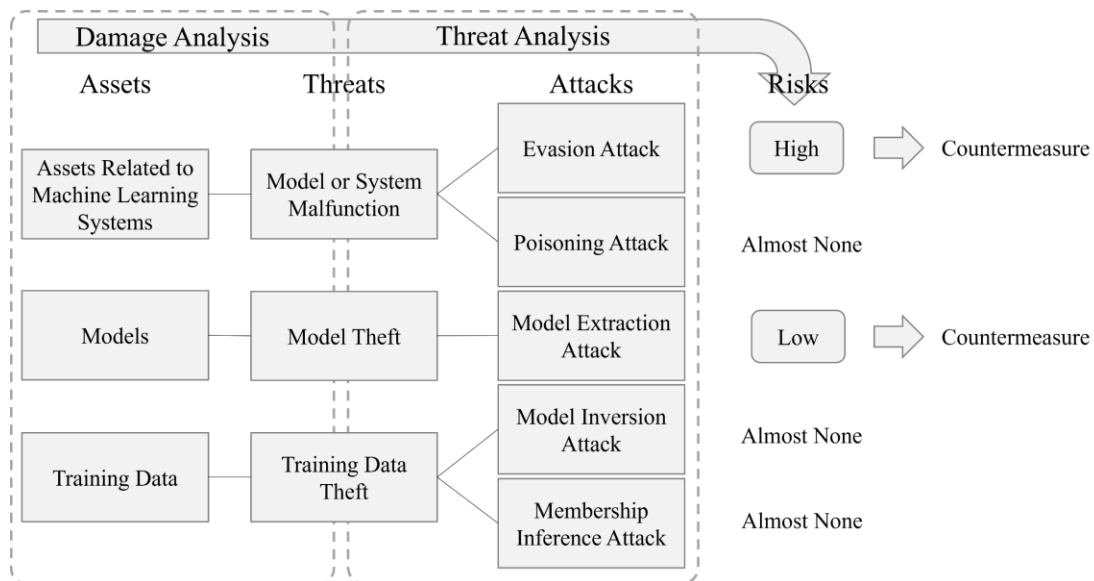 Damage Analysis
Threat Analysis
Assets
Threats
Attacks
Risks
Assets Related to
Machine Learning
Systems
Model or System
Malfunction
Evasion Attack
High
Countermeasure
Poisoning Attack
Almost None
Models
Model Theft
Model Extraction
Attack
Low
Countermeasure
Training Data
Training Data
Theft
Model Inversion
Attack
Almost None
Membership
Inference Attack
Almost None